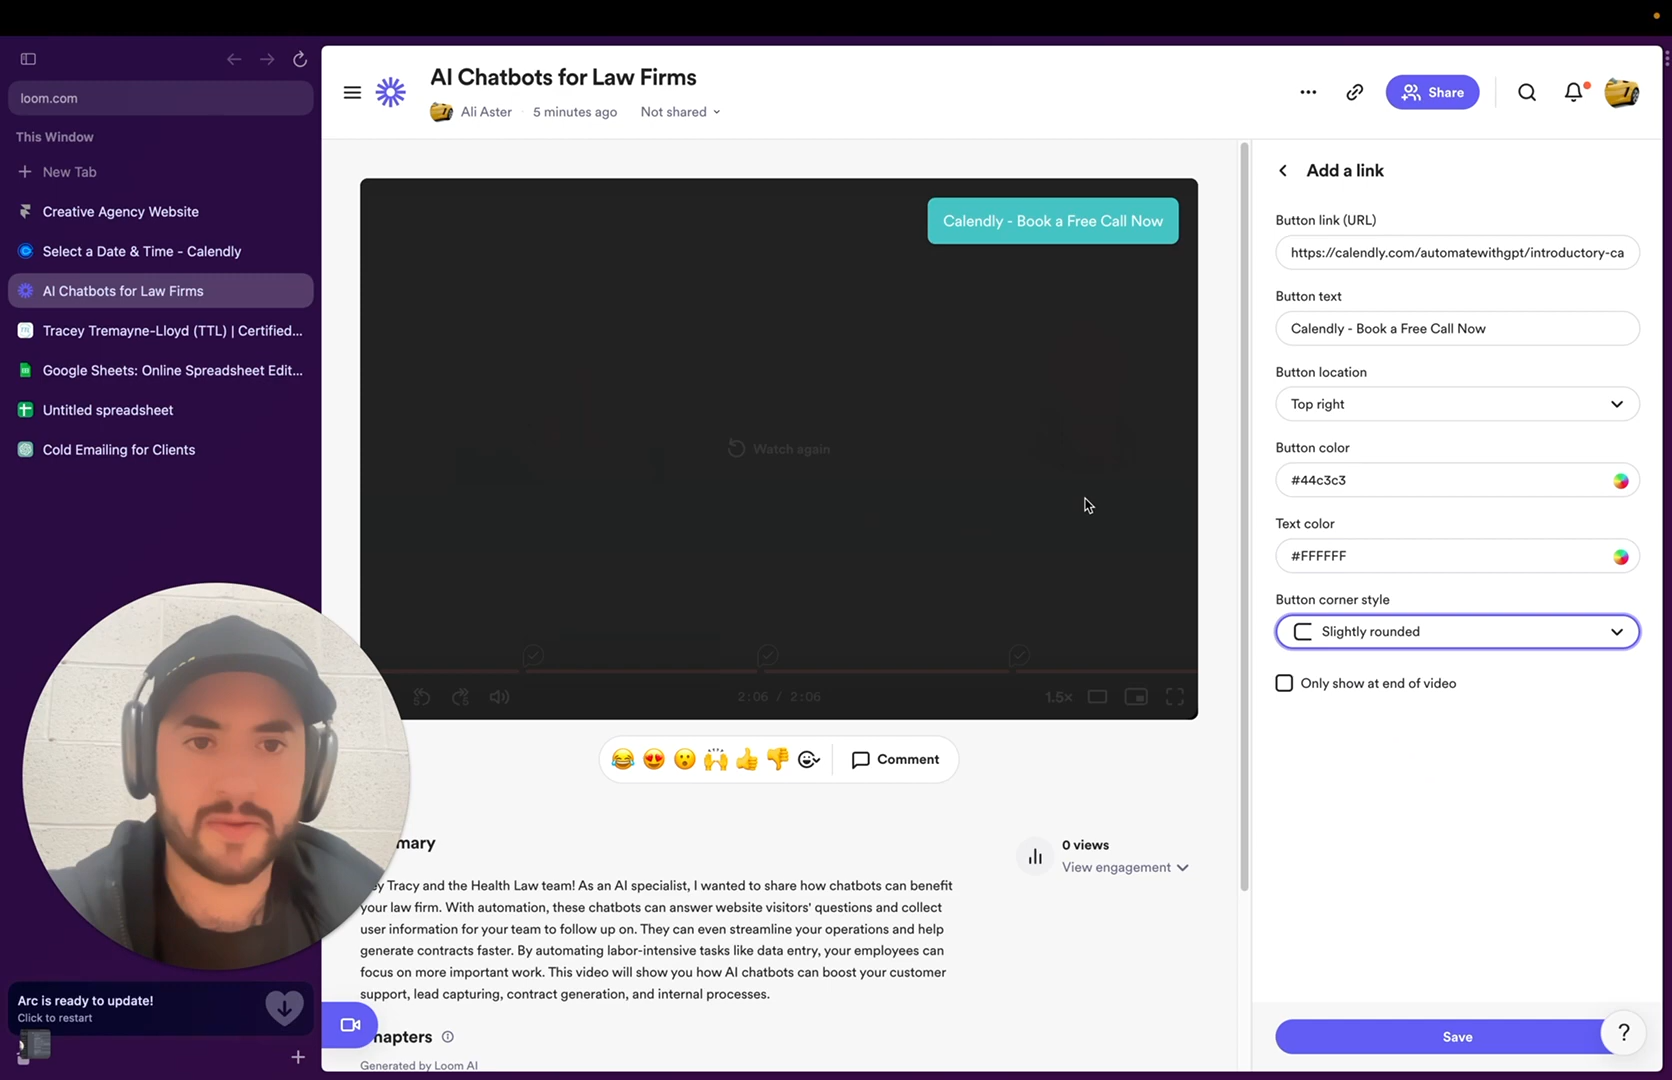 loom.com
This Window
New Tab
Creative Agency Website
Select a Date & Time - Calendly
AI Chatbots for Law Firms
Tracey Tremayne-Lloyd (TTL) | Certified...
Google Sheets: Online Spreadsheet Edit...
Untitled spreadsheet
Cold Emailing for Clients
Arc is ready to update!
Click to restart
AI Chatbots for Law Firms
Ali Aster · 5 minutes ago Not shared
Share
Calendly - Book a Free Call Now
Watch again
2:06 / 2:06
1.5×
Comment
mary
0 views
View engagement
ey Tracy and the Health Law team! As an AI specialist, I wanted to share how chatbots can benefit
your law firm. With automation, these chatbots can answer website visitors' questions and collect
user information for your team to follow up on. They can even streamline your operations and help
generate contracts faster. By automating labor-intensive tasks like data entry, your employees can
focus on more important work. This video will show you how AI chatbots can boost your customer
support, lead capturing, contract generation, and internal processes.
hapters
Generated by Loom AI
Add a link
Button link (URL)
https://calendly.com/automatewithgpt/introductory-ca
Button text
Calendly - Book a Free Call Now
Button location
Top right
Button color
#44c3c3
Text color
#FFFFFF
Button corner style
Slightly rounded
Only show at end of video
Save
?